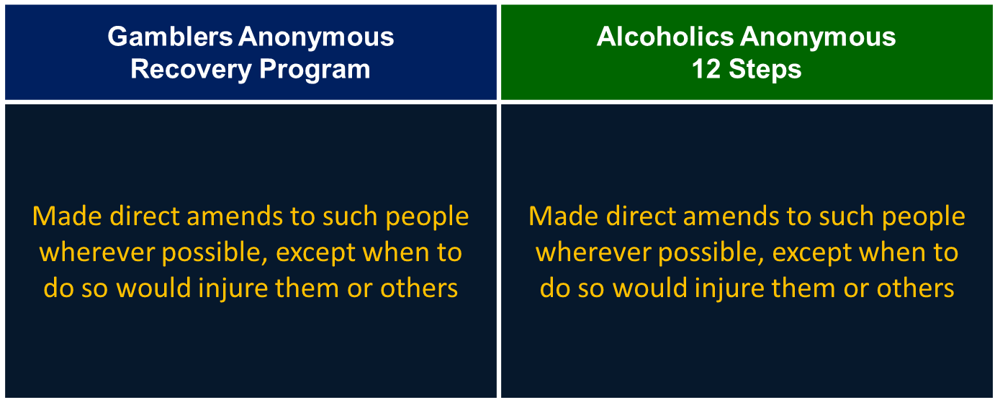 Gamblers Anonymous
Recovery Program
Alcoholics Anonymous
12 Steps
Made direct amends to such people
wherever possible, except when to
do so would injure them or others
Made direct amends to such people
wherever possible, except when to
do so would injure them or others